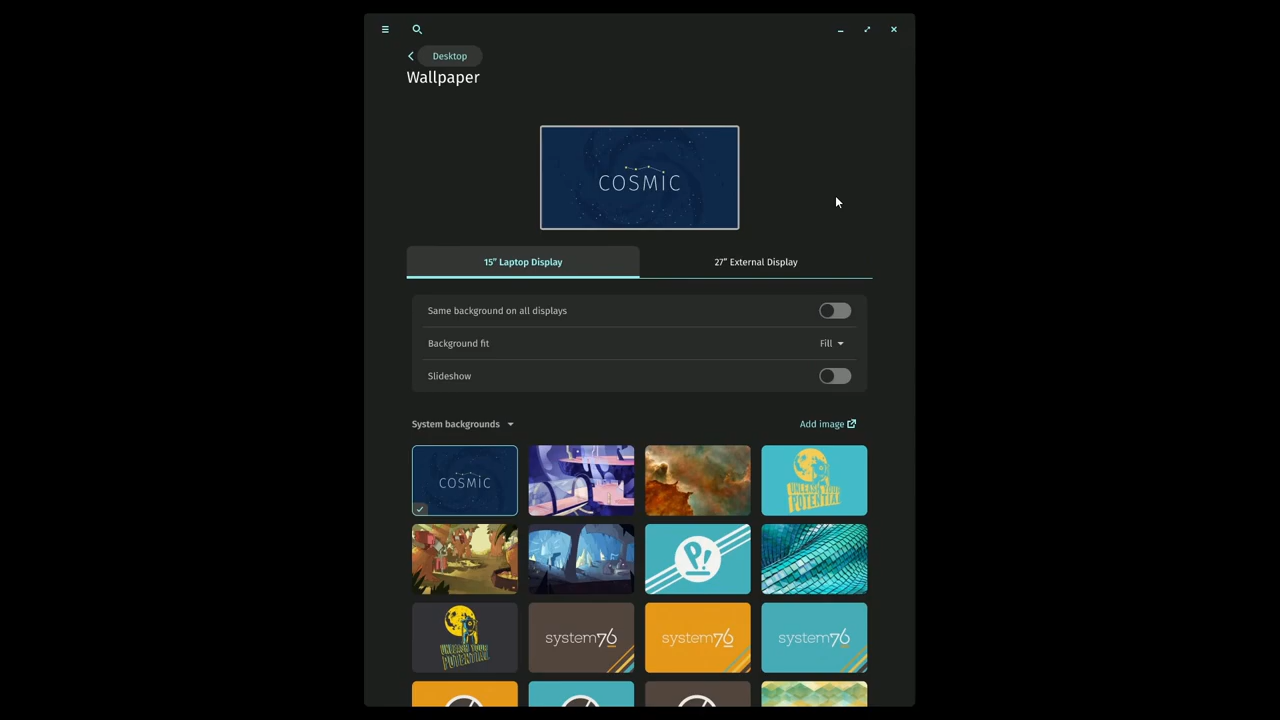 Desktop
Wallpaper
COSMIC
15" Laptop Display
27" External Display
Same background on all displays
Background fit
Fill
Slideshow
System backgrounds
Add image
COSMIC
UNLEASH YOUR
POTENTIAL
P!
UNLEASH YOUR
POTENTIAL
system76
system76
system76